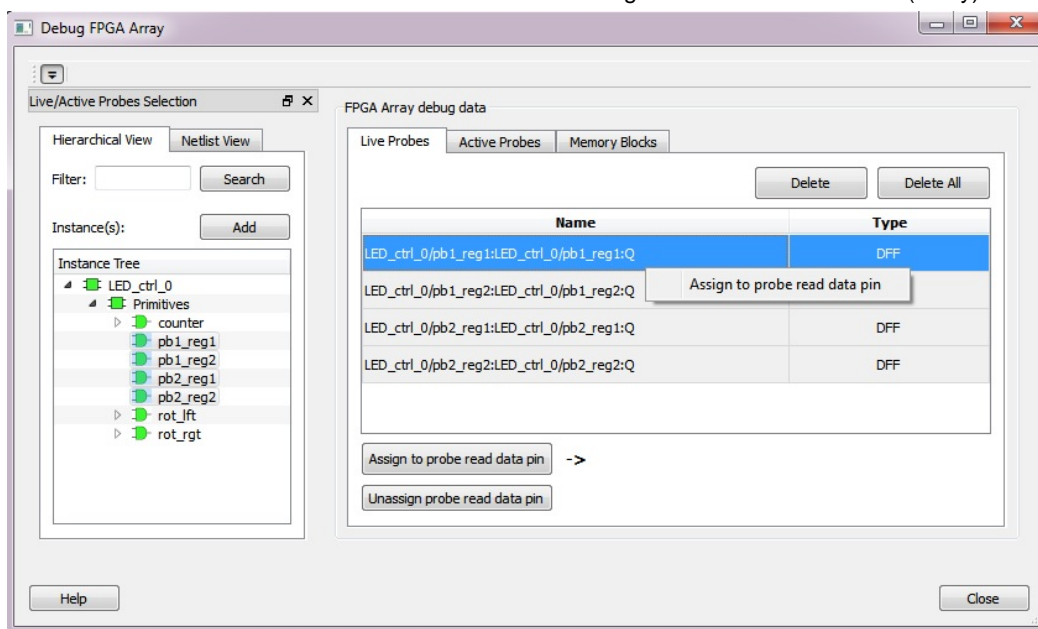 Debug FPGA Array
Live/Active Probes Selection
Hierarchical View
Netlist View
Filter:
Search
Instance(s):
Add
Instance Tree
LED_ctrl_0
Primitives
counter
pb1_reg1
pb1_reg2
pb2_reg1
pb2_reg2
rot_lft
rot_rgt
FPGA Array debug data
Live Probes
Active Probes
Memory Blocks
Delete
Delete All
Name Type
LED_ctrl_0/pb1_reg1:LED_ctrl_0/pb1_reg1:Q DFF
LED_ctrl_0/pb1_reg2:LED_ctrl_0/pb1_reg2:Q
Assign to probe read data pin
LED_ctrl_0/pb2_reg1:LED_ctrl_0/pb2_reg1:Q DFF
LED_ctrl_0/pb2_reg2:LED_ctrl_0/pb2_reg2:Q DFF
Assign to probe read data pin ->
Unassign probe read data pin
Help
Close